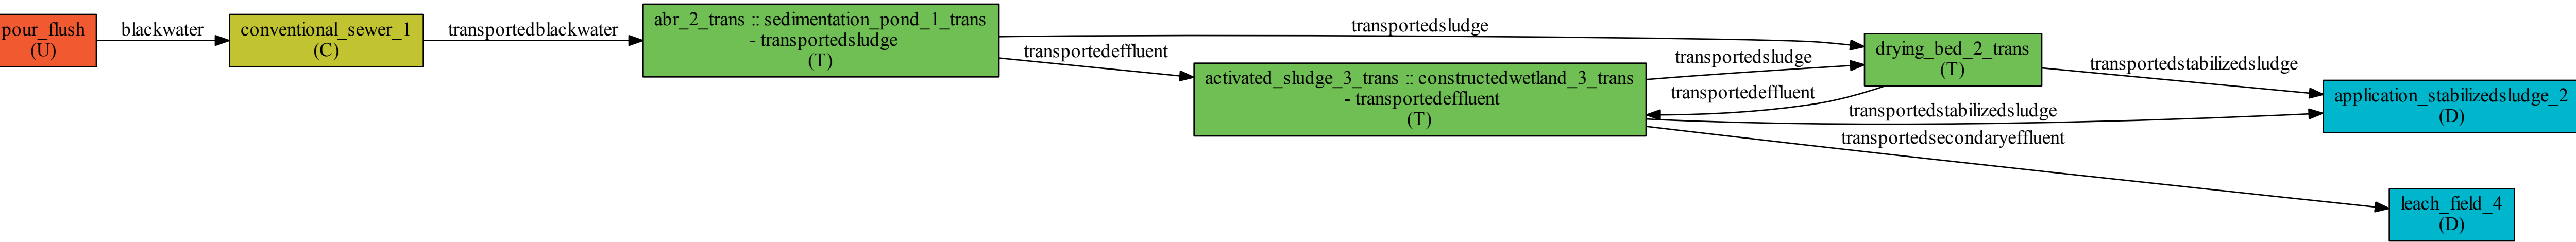 pour_flush
(U)
blackwater
conventional_sewer_1
(C)
transportedblackwater
abr_2_trans :: sedimentation_pond_1_trans
- transportedsludge
(T)
transportedsludge
transportedeffluent
activated_sludge_3_trans :: constructedwetland_3_trans
- transportedeffluent
(T)
transportedsludge
transportedeffluent
drying_bed_2_trans
(T)
transportedstabilizedsludge
transportedstabilizedsludge
transportedsecondaryeffluent
application_stabilizedsludge_2
(D)
leach_field_4
(D)